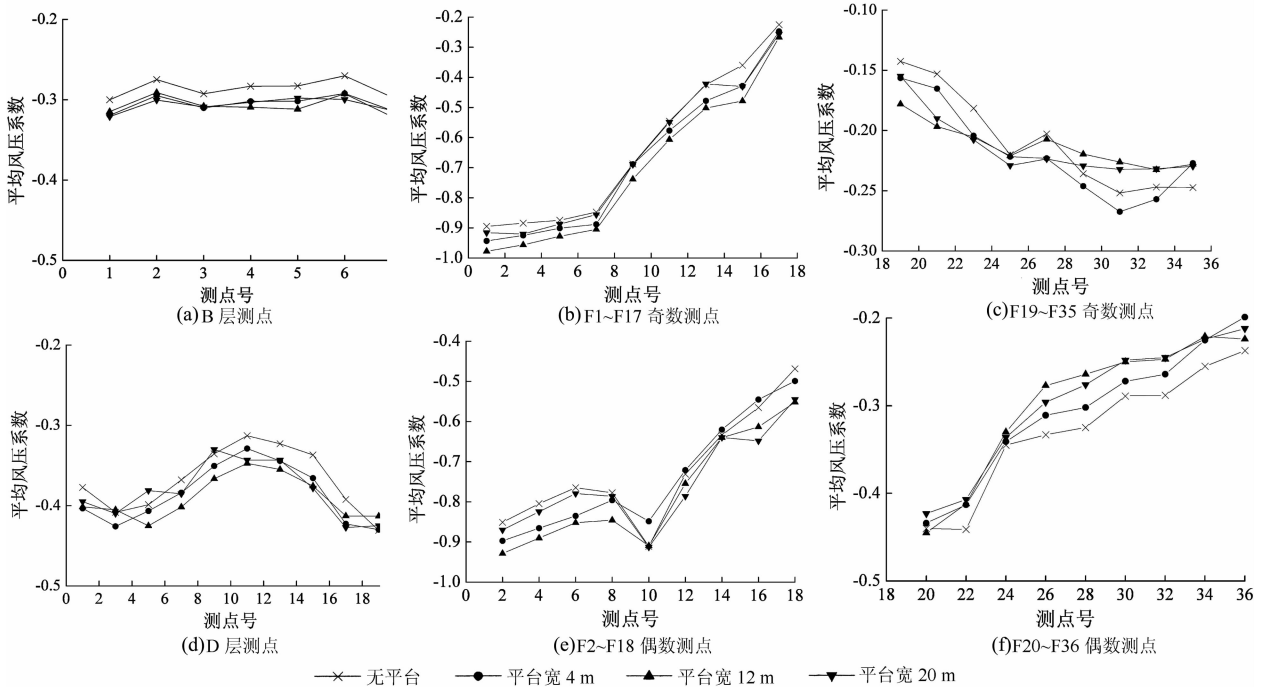 -0.2
-0.3
-0.4
-0.5
平均风压系数
0 1 2 3 4 5 6
测点号
(a)B 层测点
-0.2
-0.3
-0.4
-0.5
-0.6
-0.7
-0.8
-0.9
-1.0
平均风压系数
0 2 4 6 8 10 12 14 16 18
测点号
(b)F1~F17 奇数测点
-0.10
-0.15
-0.20
-0.25
-0.30
平均风压系数
18 20 22 24 26 28 30 32 34 36
测点号
(c)F19~F35 奇数测点
-0.2
-0.3
-0.4
-0.5
平均风压系数
0 2 4 6 8 10 12 14 16 18
测点号
(d)D 层测点
-0.4
-0.5
-0.6
-0.7
-0.8
-0.9
-1.0
平均风压系数
0 2 4 6 8 10 12 14 16 18
测点号
(e)F2~F18 偶数测点
-0.2
-0.3
-0.4
-0.5
平均风压系数
18 20 22 24 26 28 30 32 34 36
测点号
(f)F20~F36 偶数测点
无平台 平台宽 4 m 平台宽 12 m 平台宽 20 m